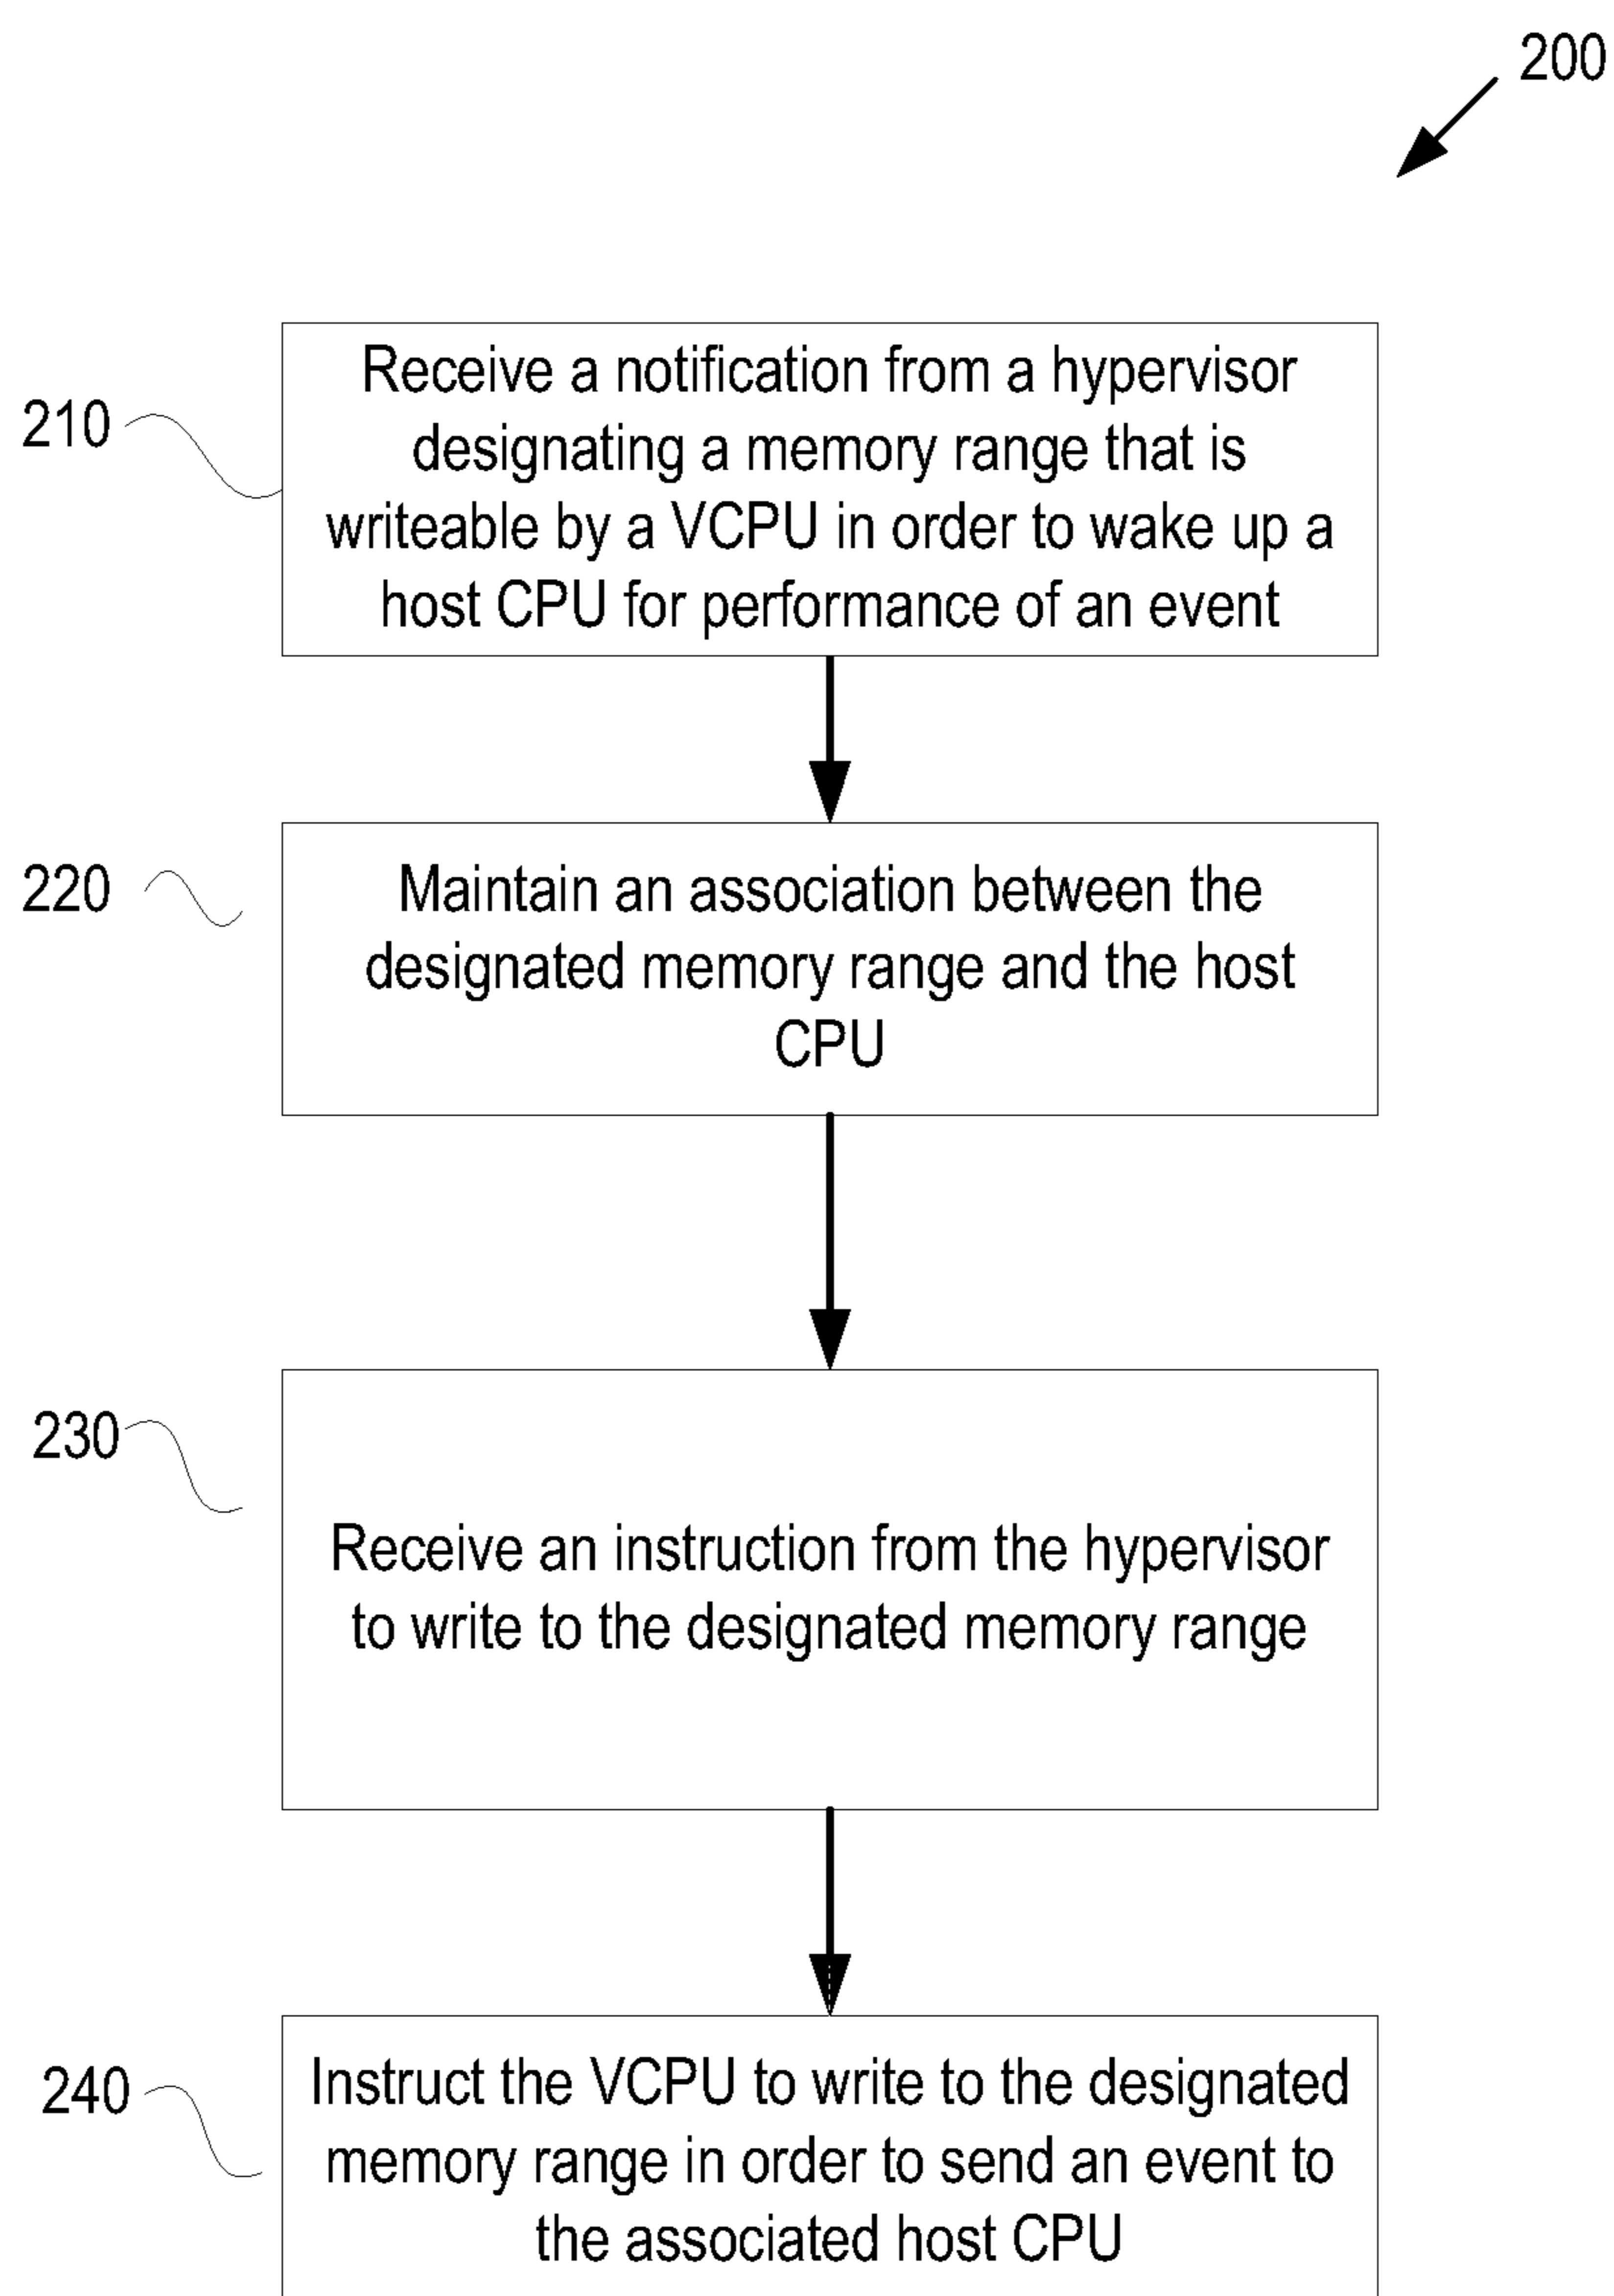 200
210
Receive a notification from a hypervisor
designating a memory range that is
writeable by a VCPU in order to wake up a
host CPU for performance of an event
220
Maintain an association between the
designated memory range and the host
CPU
230
Receive an instruction from the hypervisor
to write to the designated memory range
240
Instruct the VCPU to write to the designated
memory range in order to send an event to
the associated host CPU